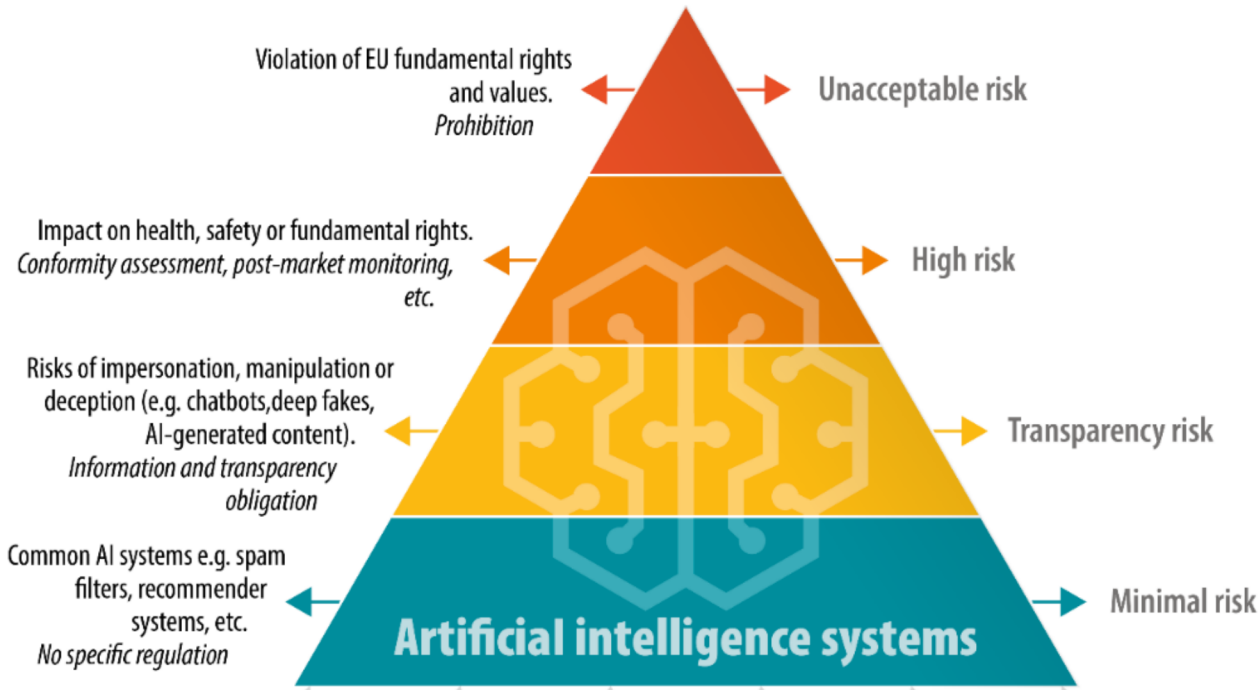 Violation of EU fundamental rights
and values.
Prohibition
Unacceptable risk
Impact on health, safety or fundamental rights.
Conformity assessment, post-market monitoring,
etc.
High risk
Risks of impersonation, manipulation or
deception (e.g. chatbots,deep fakes,
AI-generated content).
Information and transparency
obligation
Transparency risk
Common AI systems e.g. spam
filters, recommender
systems, etc.
No specific regulation
Minimal risk
Artificial intelligence systems